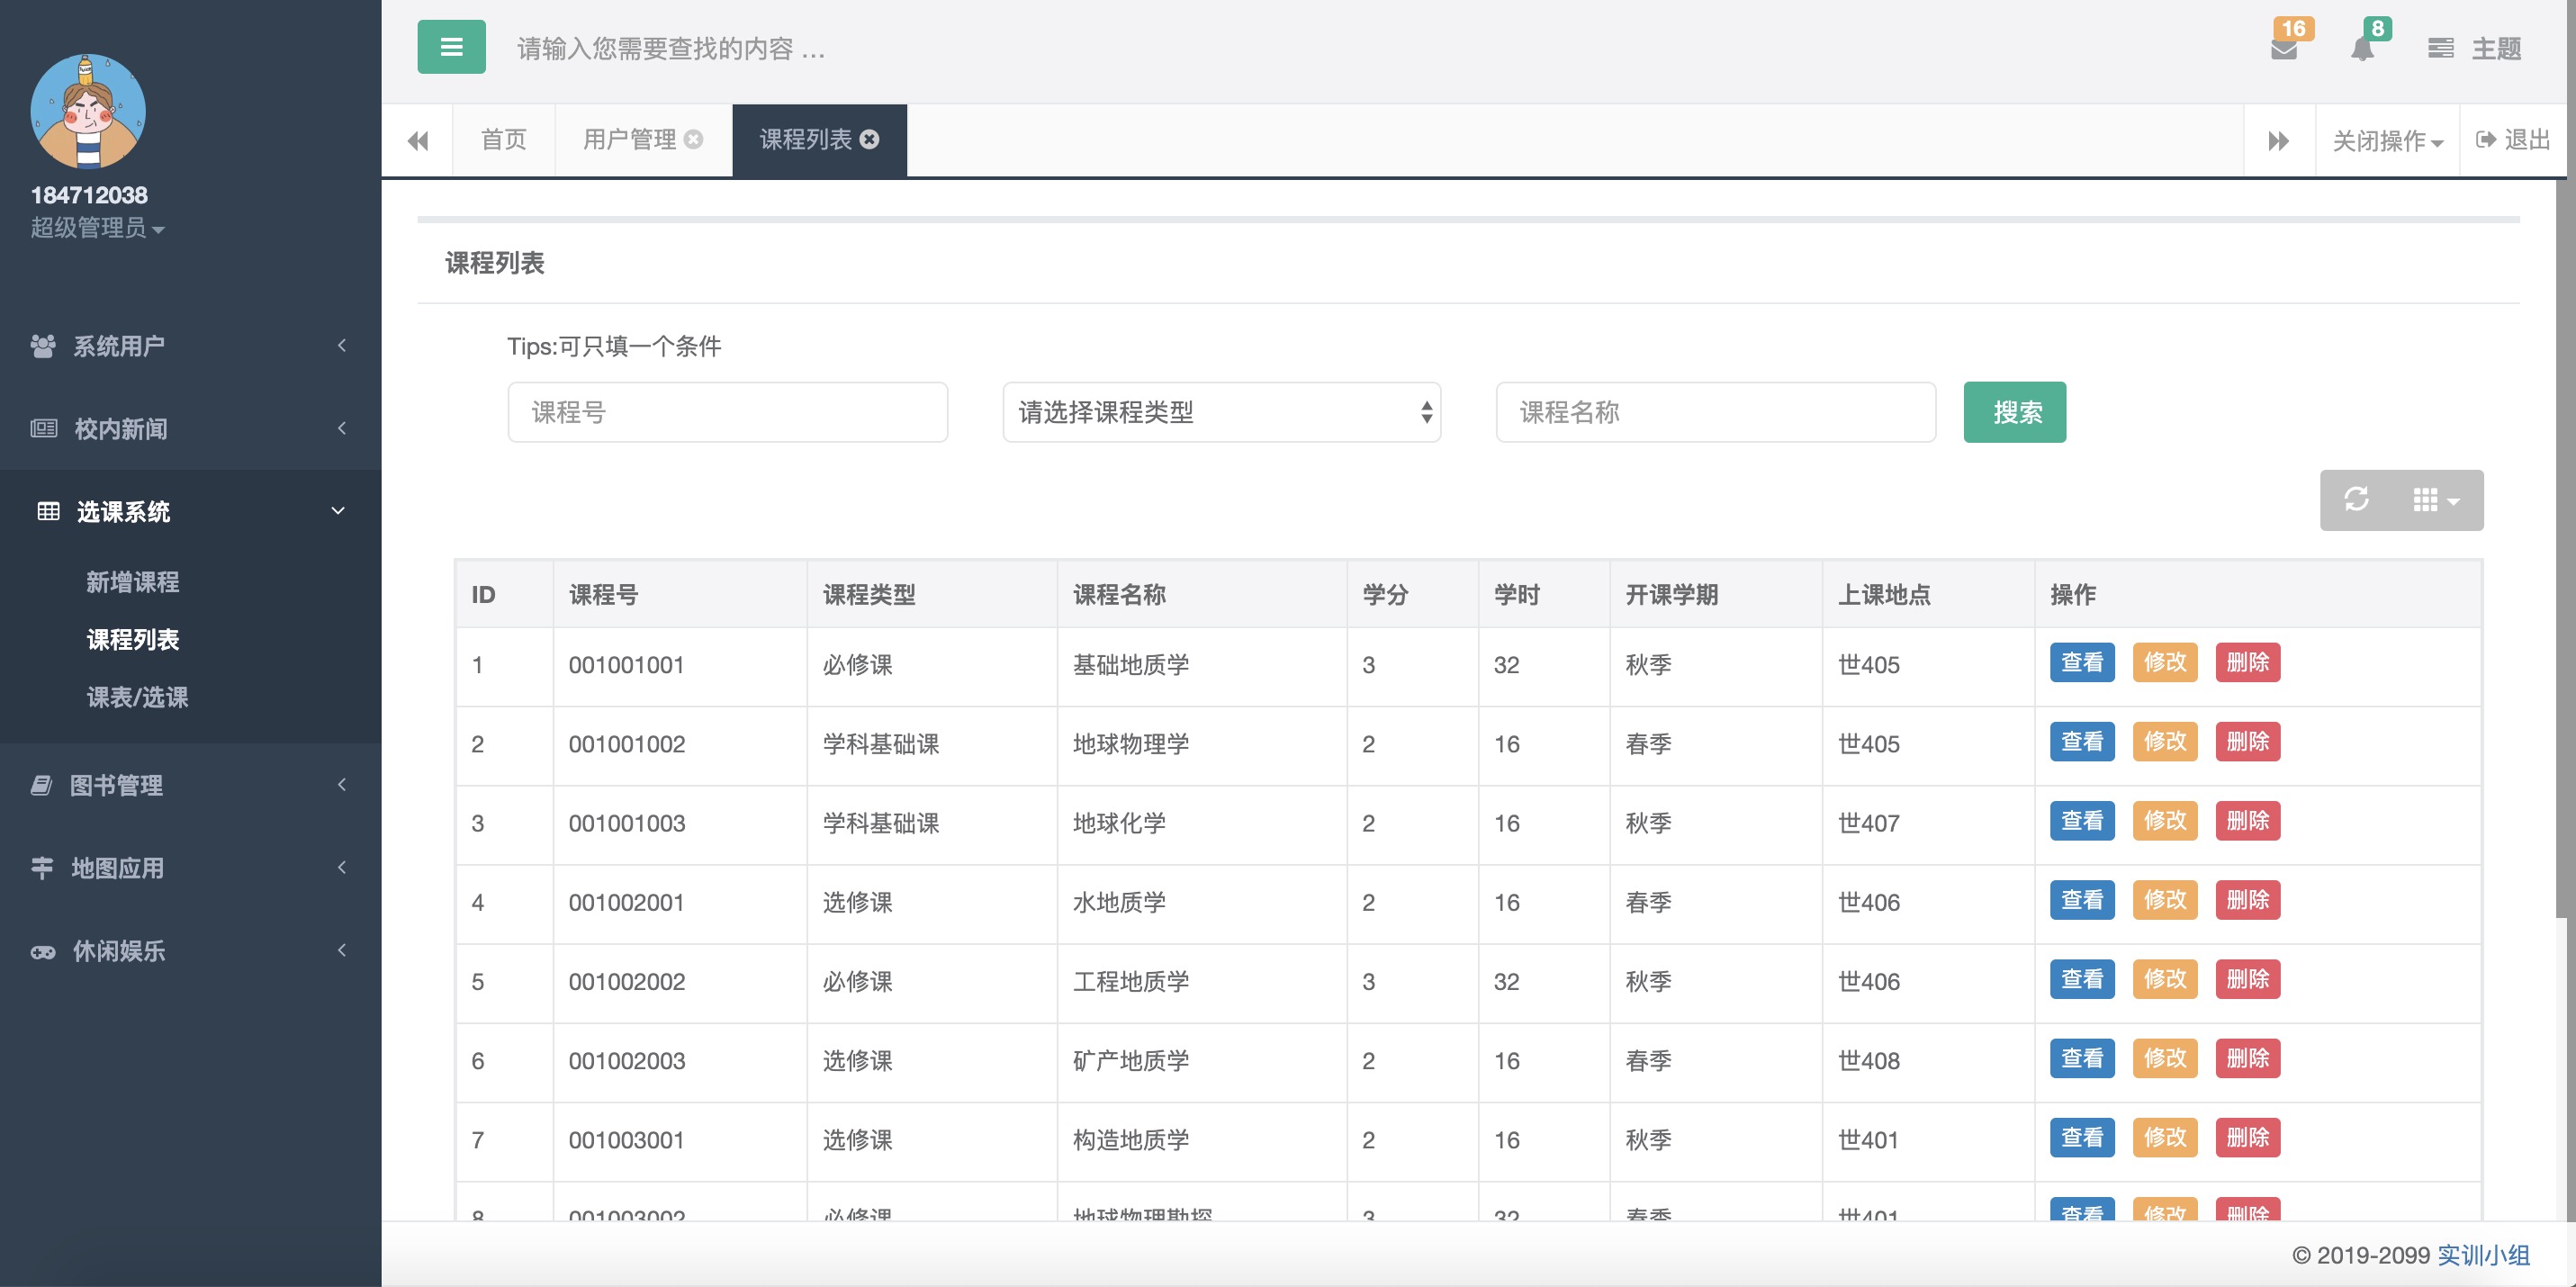 184712038
超级管理员
系统用户
校内新闻
选课系统
新增课程
课程列表
课表/选课
图书管理
地图应用
休闲娱乐
请输入您需要查找的内容 …
16
8
主题
首页
用户管理
课程列表
关闭操作
退出
课程列表
Tips:可只填一个条件
课程号
请选择课程类型
课程名称
搜索
ID 课程号 课程类型 课程名称 学分 学时 开课学期 上课地点 操作
1 001001001 必修课 基础地质学 3 32 秋季 世405 查看 修改 删除
2 001001002 学科基础课 地球物理学 2 16 春季 世405 查看 修改 删除
3 001001003 学科基础课 地球化学 2 16 秋季 世407 查看 修改 删除
4 001002001 选修课 水地质学 2 16 春季 世406 查看 修改 删除
5 001002002 必修课 工程地质学 3 32 秋季 世406 查看 修改 删除
6 001002003 选修课 矿产地质学 2 16 春季 世408 查看 修改 删除
7 001003001 选修课 构造地质学 2 16 秋季 世401 查看 修改 删除
8 001003002 必修课 地球物理勘探 3 32 春季 世401 查看 修改 删除
© 2019-2099 实训小组